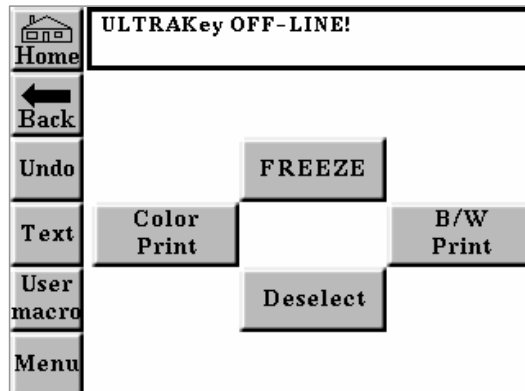 Home
ULTRAKey OFF-LINE!
Back
Undo
FREEZE
Text
Color
Print
B/W
Print
User
macro
Deselect
Menu